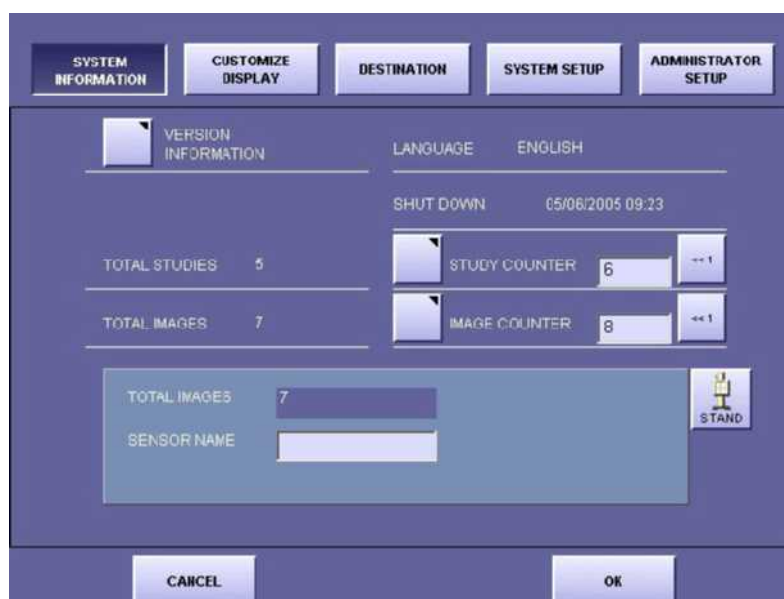 SYSTEM
INFORMATION
CUSTOMIZE
DISPLAY
DESTINATION
SYSTEM SETUP
ADMINISTRATOR
SETUP
VERSION
INFORMATION
LANGUAGE ENGLISH
SHUT DOWN 05/06/2005 09:23
TOTAL STUDIES 5
STUDY COUNTER 6 << 1
TOTAL IMAGES 7
IMAGE COUNTER 8 << 1
TOTAL IMAGES 7
STAND
SENSOR NAME
CANCEL OK